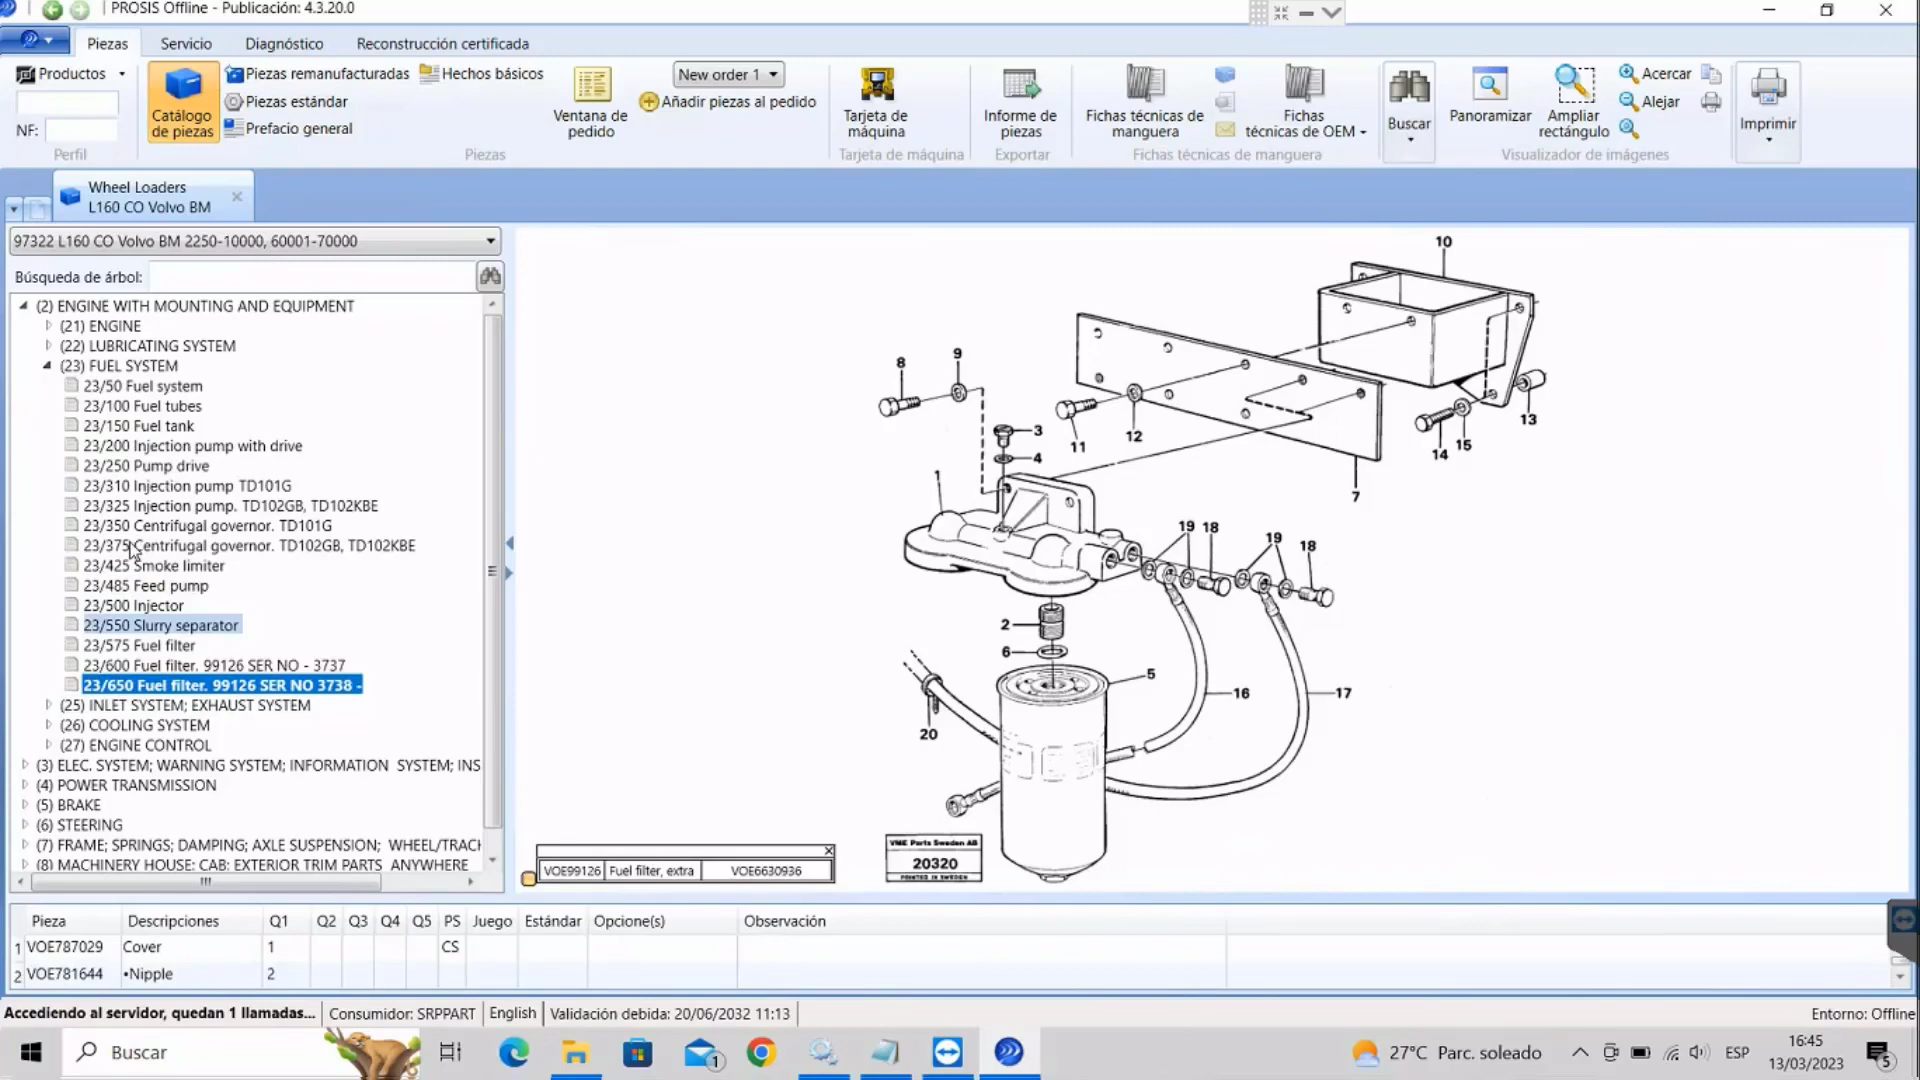 PROSIS Offline - Publicación: 4.3.20.0
Piezas
Servicio
Diagnóstico
Reconstrucción certificada
Productos
NF:
Perfil
Catálogo
de piezas
Piezas remanufacturadas
Piezas estándar
Prefacio general
Hechos básicos
Ventana de
pedido
New order 1
Añadir piezas al pedido
Piezas
Tarjeta de
máquina
Tarjeta de máquina
Informe de
piezas
Exportar
Fichas técnicas de
manguera
Fichas
técnicas de OEM
Fichas técnicas de manguera
Buscar
Panoramizar
Ampliar
rectángulo
Acercar
Alejar
Visualizador de imágenes
Imprimir
Wheel Loaders
L160 CO Volvo BM
97322 L160 CO Volvo BM 2250-10000, 60001-70000
Búsqueda de árbol:
(2) ENGINE WITH MOUNTING AND EQUIPMENT
(21) ENGINE
(22) LUBRICATING SYSTEM
(23) FUEL SYSTEM
23/50 Fuel system
23/100 Fuel tubes
23/150 Fuel tank
23/200 Injection pump with drive
23/250 Pump drive
23/310 Injection pump TD101G
23/325 Injection pump. TD102GB, TD102KBE
23/350 Centrifugal governor. TD101G
23/375 Centrifugal governor. TD102GB, TD102KBE
23/425 Smoke limiter
23/485 Feed pump
23/500 Injector
23/550 Slurry separator
23/575 Fuel filter
23/600 Fuel filter. 99126 SER NO - 3737
23/650 Fuel filter. 99126 SER NO 3738 -
(25) INLET SYSTEM; EXHAUST SYSTEM
(26) COOLING SYSTEM
(27) ENGINE CONTROL
(3) ELEC. SYSTEM; WARNING SYSTEM; INFORMATION SYSTEM; INS
(4) POWER TRANSMISSION
(5) BRAKE
(6) STEERING
(7) FRAME; SPRINGS; DAMPING; AXLE SUSPENSION; WHEEL/TRACK
(8) MACHINERY HOUSE; CAB; EXTERIOR TRIM PARTS ANYWHERE
10
9
8
13
12
11
15
14
3
4
7
1
19 18
19
18
2
6
5
16
17
20
VME Parts Sweden AB
20320
PRINTED IN SWEDEN
VOE99126 Fuel filter, extra VOE6630936
Pieza Descripciones Q1 Q2 Q3 Q4 Q5 PS Juego Estándar Opcione(s) Observación
1 VOE787029 Cover 1 CS
2 VOE781644 •Nipple 2
Accediendo al servidor, quedan 1 llamadas...
Consumidor: SRPPART
English
Validación debida: 20/06/2032 11:13
Entorno: Offline
Buscar
1
27°C Parc. soleado
ESP
16:45
13/03/2023
5